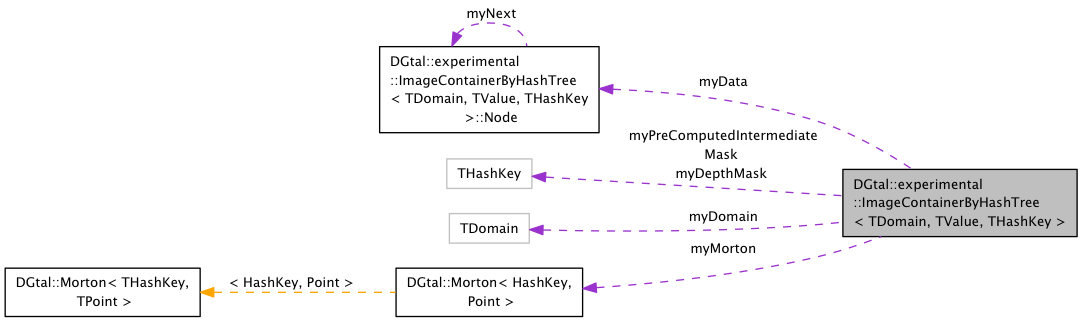 myNext
DGtal::experimental
::ImageContainerByHashTree
< TDomain, TValue, THashKey
>::Node
myData
myPreComputedIntermediate
Mask
myDepthMask
THashKey
DGtal::experimental
::ImageContainerByHashTree
< TDomain, TValue, THashKey >
myDomain
TDomain
myMorton
DGtal::Morton< THashKey,
TPoint >
< HashKey, Point >
DGtal::Morton< HashKey,
Point >